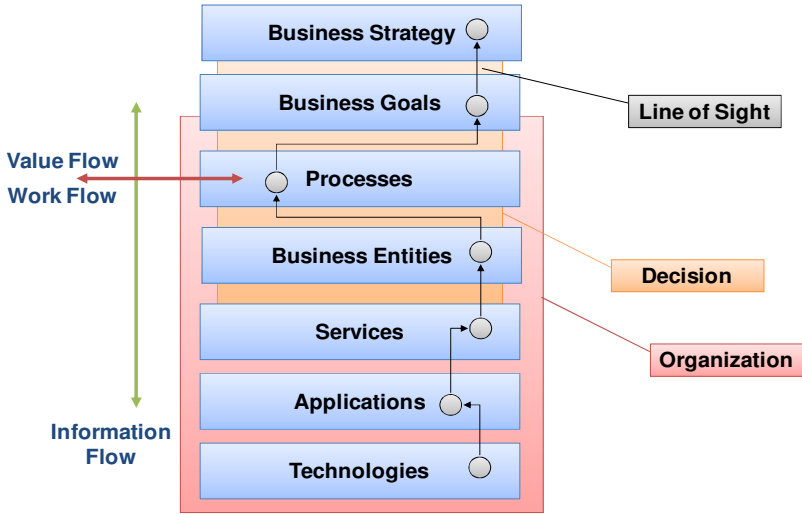 Business Strategy
Business Goals
Line of Sight
Value Flow
Work Flow
Processes
Business Entities
Decision
Services
Organization
Applications
Information
Flow
Technologies